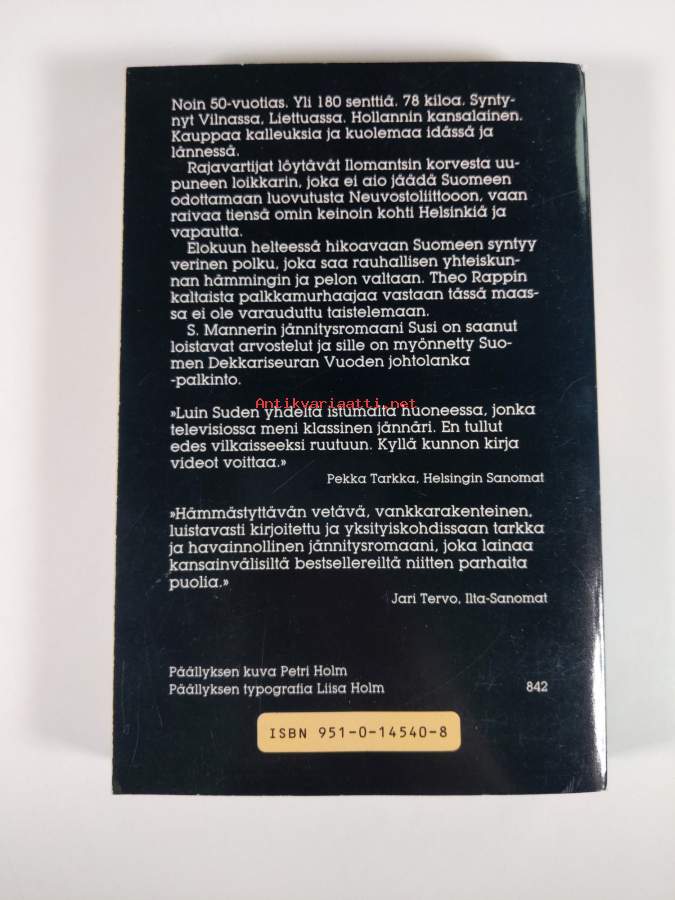 Noin 50-vuotias. Yli 180 senttiä. 78 kiloa. Synty-
nyt Vilnassa, Liettuassa. Hollannin kansalainen.
Kauppaa kalleuksia ja kuolemaa idässä ja
lännessä.
Rajavartijat löytävät Ilomantsin korvesta uu-
puneen loikkarin, joka ei aio jäädä Suomeen
odottamaan luovutusta Neuvostoliittooon, vaan
raivaa tiensä omin keinoin kohti Helsinkiä ja
vapautta.
Elokuun helteessä hikoavaan Suomeen syntyy
verinen polku, joka saa rauhallisen yhteiskun-
nan hämmingin ja pelon valtaan. Theo Rappin
kaltaista palkkamurhaajaa vastaan tässä maas-
sa ei ole varauduttu taistelemaan.
S. Mannerin jännitysromaani Susi on saanut
loistavat arvostelut ja sille on myönnetty Suo-
men Dekkariseuran Vuoden johtolanka
-palkinto.
Antikvariaatti.net
»Luin Suden yhdeltä istumalta huoneessa, jonka
televisiossa meni klassinen jännäri. En tullut
edes vilkaisseeksi ruutuun. Kyllä kunnon kirja
videot voittaa.»
Pekka Tarkka, Helsingin Sanomat
»Hämmästyttävän vetävä, vankkarakenteinen,
luistavasti kirjoitettu ja yksityiskohdissaan tarkka
ja havainnollinen jännitysromaani, joka lainaa
kansainvälisiltä bestsellereiltä niitten parhaita
puolia.»
Jari Tervo, Ilta-Sanomat
Päällyksen kuva Petri Holm
Päällyksen typografia Liisa Holm 842
ISBN 951-0-14540-8